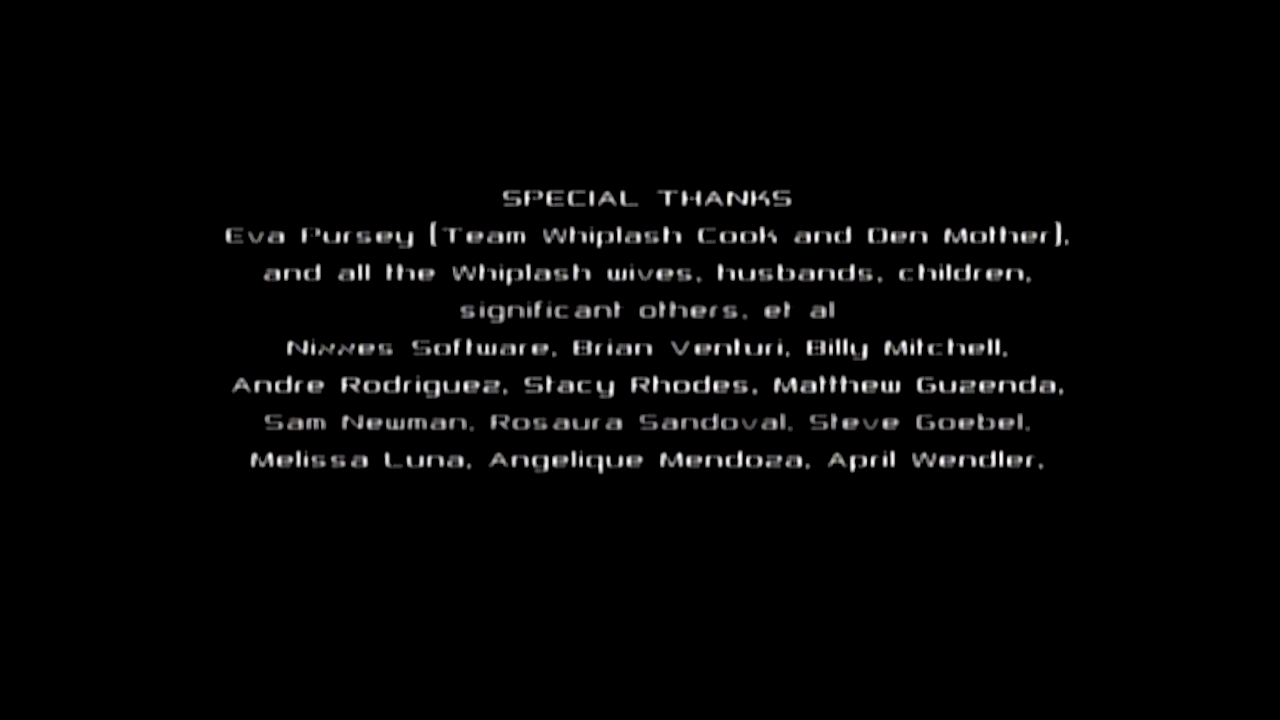 SPECIAL THANKS
Eva Pursey (Team Whiplash Cook and Den Mother),
and all the Whiplash wives, husbands, children,
significant others, et al
Nixxes Software, Brian Venturi, Billy Mitchell,
Andre Rodriguez, Stacy Rhodes, Matthew Guzenda,
Sam Newman, Rosaura Sandoval, Steve Goebel,
Melissa Luna, Angelique Mendoza, April Wendler,